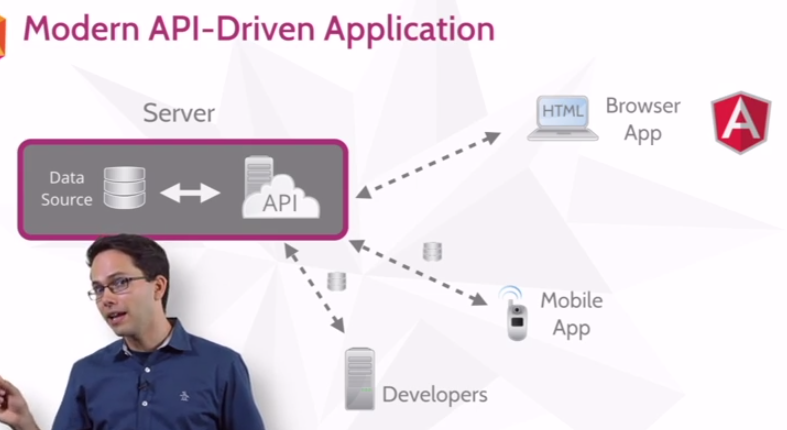 Modern API-Driven Application
Server
Data
Source
API
HTML
Browser
App
A
Mobile
App
Developers